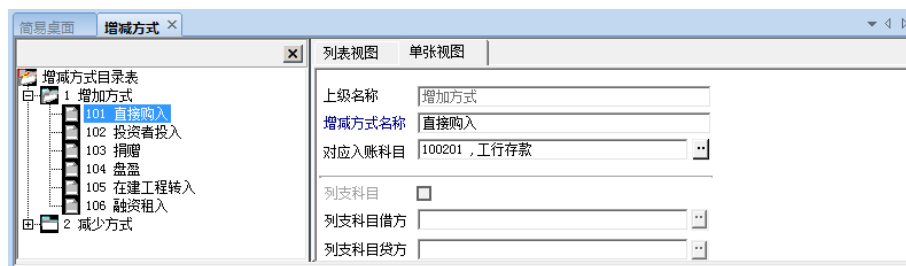 简易桌面 增减方式
列表视图 单张视图
增减方式目录表
1 增加方式
101 直接购入
102 投资者投入
103 捐赠
104 盘盈
105 在建工程转入
106 融资租入
2 减少方式
上级名称 增加方式
增减方式名称 直接购入
对应入账科目 100201 ,工行存款
列支科目
列支科目借方
列支科目贷方